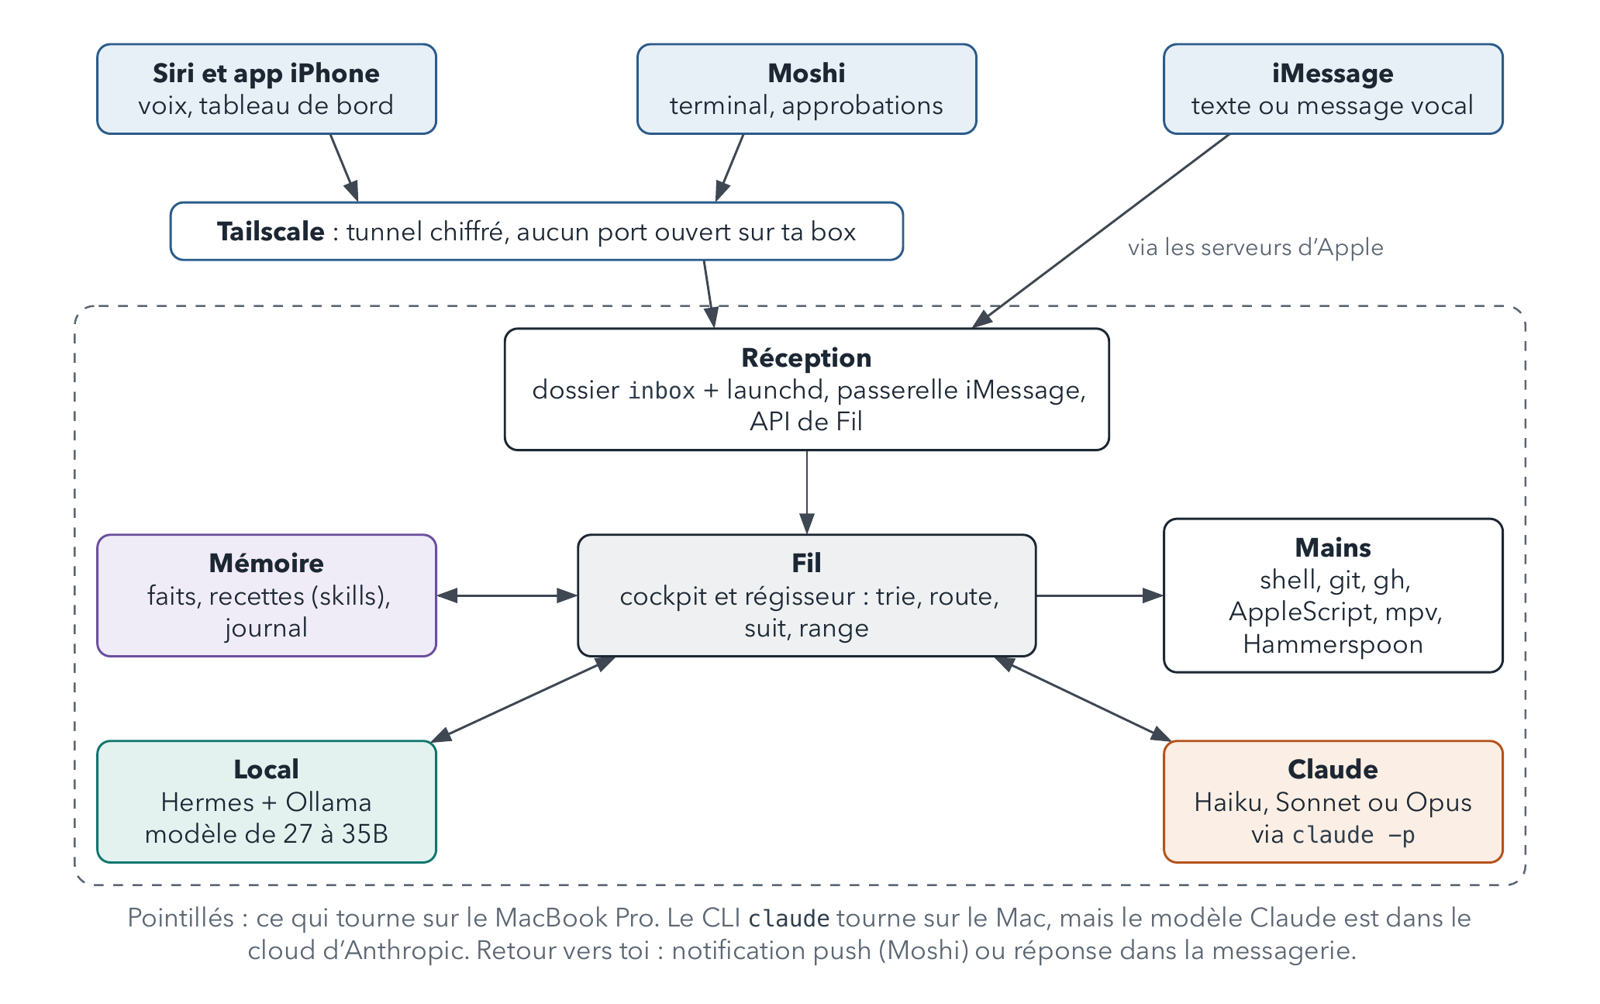 Siri et app iPhone
voix, tableau de bord
Moshi
terminal, approbations
iMessage
texte ou message vocal
Tailscale : tunnel chiffré, aucun port ouvert sur ta box
via les serveurs d’Apple
Réception
dossier inbox + launchd, passerelle iMessage,
API de Fil
Mémoire
faits, recettes (skills),
journal
Fil
cockpit et régisseur : trie, route,
suit, range
Mains
shell, git, gh,
AppleScript, mpv,
Hammerspoon
Local
Hermes + Ollama
modèle de 27 à 35B
Claude
Haiku, Sonnet ou Opus
via claude −p
Pointillés : ce qui tourne sur le MacBook Pro. Le CLI claude tourne sur le Mac, mais le modèle Claude est dans le
cloud d’Anthropic. Retour vers toi : notification push (Moshi) ou réponse dans la messagerie.